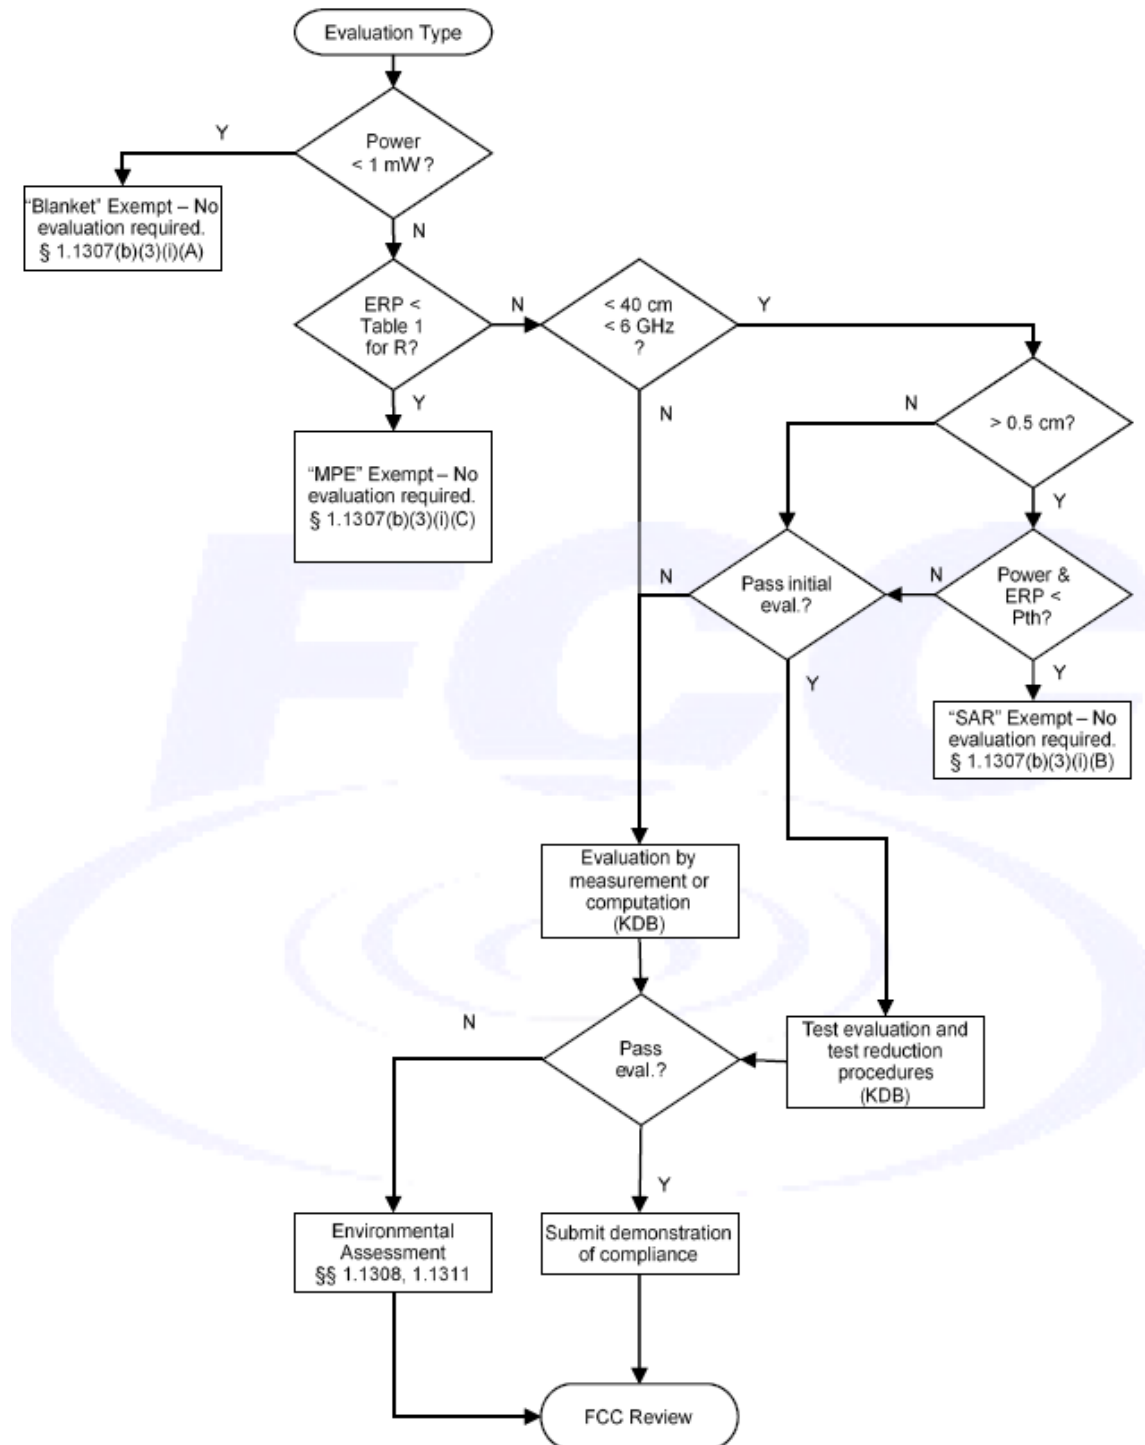 Evaluation Type
Power
< 1 mW?
Y
N
"Blanket" Exempt – No
evaluation required.
§ 1.1307(b)(3)(i)(A)
ERP <
Table 1
for R?
N
Y
< 40 cm
< 6 GHz
?
Y
N
"MPE" Exempt – No
evaluation required.
§ 1.1307(b)(3)(i)(C)
> 0.5 cm?
N
Y
Pass initial
eval.?
N
Y
Power &
ERP <
Pth?
N
Y
"SAR" Exempt – No
evaluation required.
§ 1.1307(b)(3)(i)(B)
FCC
Evaluation by
measurement or
computation
(KDB)
Test evaluation and
test reduction
procedures
(KDB)
Pass
eval.?
N
Y
Environmental
Assessment
§§ 1.1308, 1.1311
Submit demonstration
of compliance
FCC Review